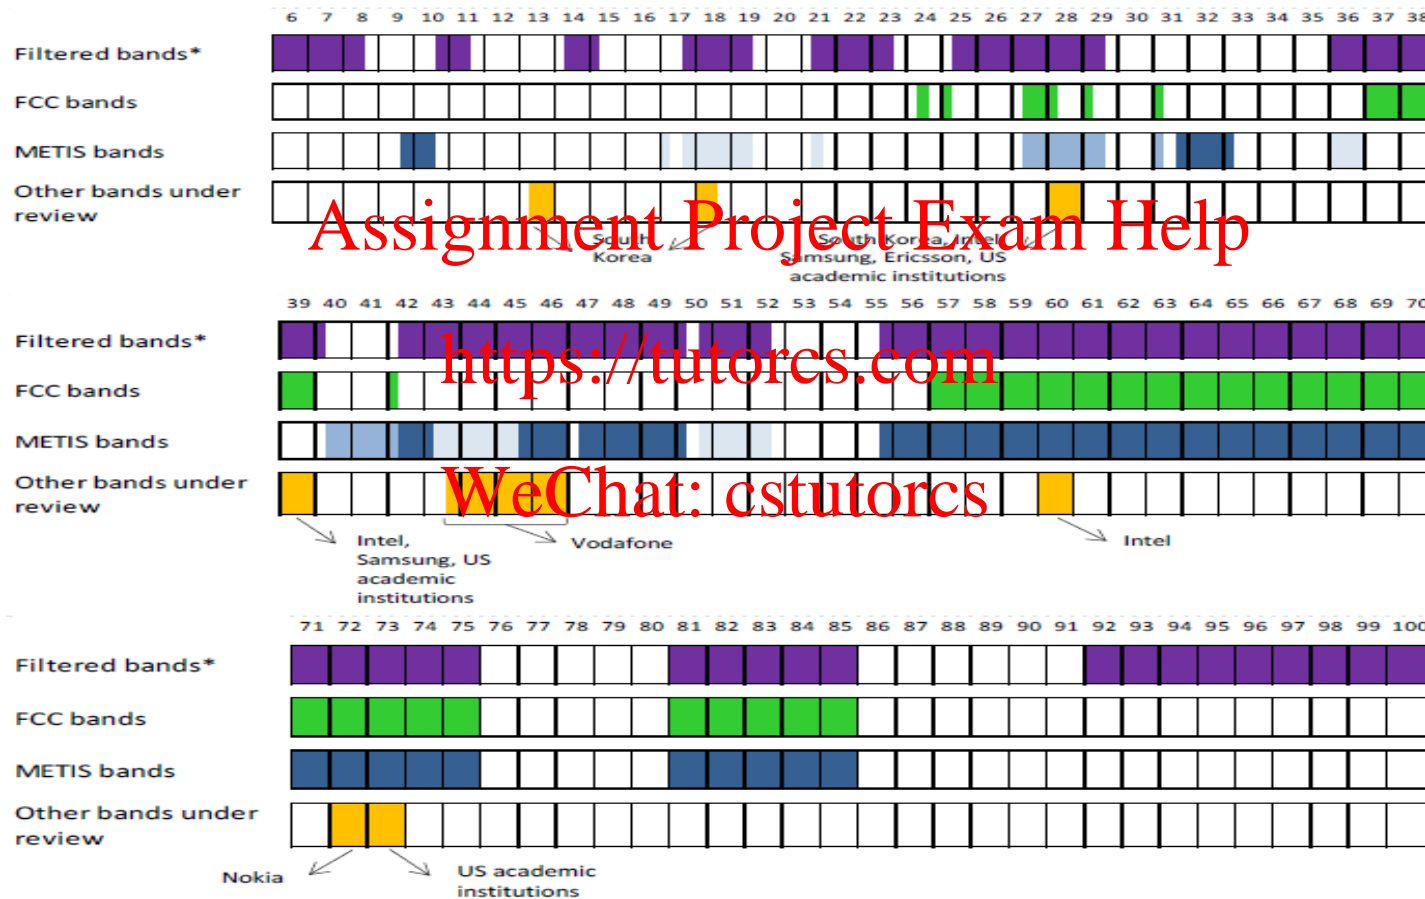 6 7 8 9 10 11 12 13 14 15 16 17 18 19 20 21 22 23 24 25 26 27 28 29 30 31 32 33 34 35 36 37 38
Filtered bands*
FCC bands
METIS bands
Other bands under
review
Assignment Project Exam Help
South
Korea
South Korea, Intel,
Samsung, Ericsson, US
academic institutions
39 40 41 42 43 44 45 46 47 48 49 50 51 52 53 54 55 56 57 58 59 60 61 62 63 64 65 66 67 68 69 70
Filtered bands*
https://tutorcs.com
FCC bands
METIS bands
Other bands under
review
WeChat: cstutorcs
Intel,
Samsung, US
academic
institutions
Vodafone
Intel
71 72 73 74 75 76 77 78 79 80 81 82 83 84 85 86 87 88 89 90 91 92 93 94 95 96 97 98 99 100
Filtered bands*
FCC bands
METIS bands
Other bands under
review
Nokia
US academic
institutions